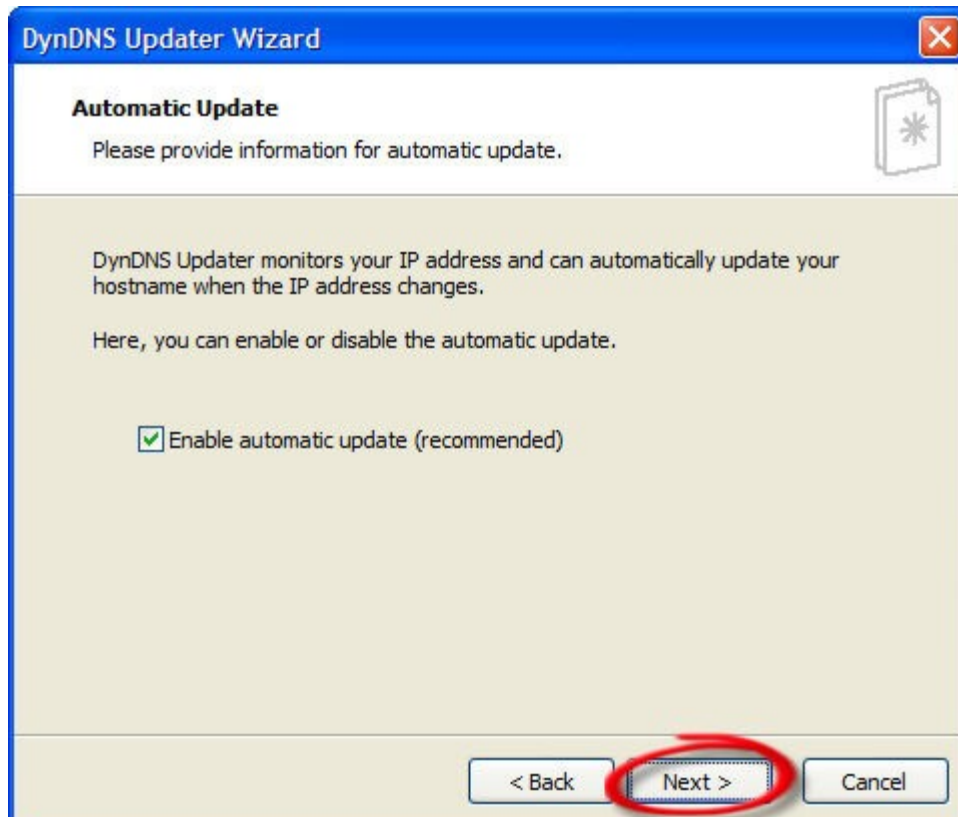 DynDNS Updater Wizard
Automatic Update
Please provide information for automatic update.
DynDNS Updater monitors your IP address and can automatically update your
hostname when the IP address changes.
Here, you can enable or disable the automatic update.
Enable automatic update (recommended)
< Back Next > Cancel